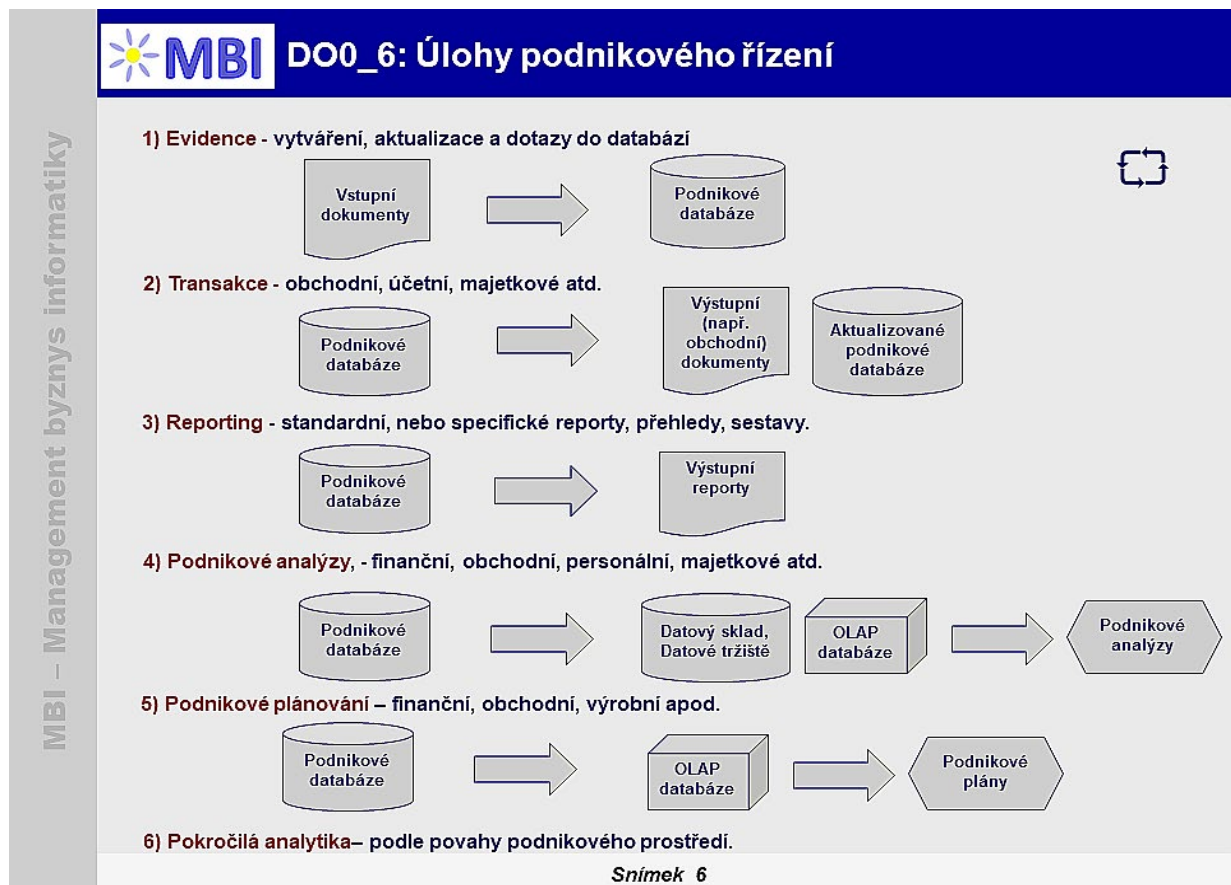 MBI – Management byznys informatiky
MBI
DO0_6: Úlohy podnikového řízení
1) Evidence - vytváření, aktualizace a dotazy do databází
Vstupní
dokumenty
Podnikové
databáze
2) Transakce - obchodní, účetní, majetkové atd.
Podnikové
databáze
Výstupní
(např.
obchodní)
dokumenty
Aktualizované
podnikové
databáze
3) Reporting - standardní, nebo specifické reporty, přehledy, sestavy.
Podnikové
databáze
Výstupní
reporty
4) Podnikové analýzy, - finanční, obchodní, personální, majetkové atd.
Podnikové
databáze
Datový sklad,
Datové tržiště
OLAP
databáze
Podnikové
analýzy
5) Podnikové plánování – finanční, obchodní, výrobní apod.
Podnikové
databáze
OLAP
databáze
Podnikové
plány
6) Pokročilá analytika– podle povahy podnikového prostředí.
Snímek 6